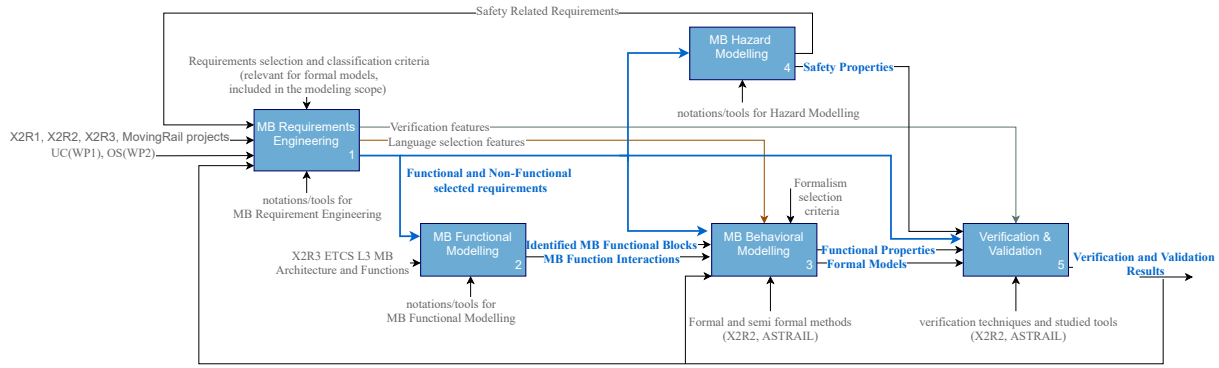 Safety Related Requirements
MB Hazard
Modelling
4
Safety Properties
Requirements selection and classification criteria
(relevant for formal models,
included in the modeling scope)
notations/tools for Hazard Modelling
X2R1, X2R2, X2R3, MovingRail projects
UC(WP1), OS(WP2)
MB Requirements
Engineering
1
Verification features
Language selection features
Functional and Non-Functional
selected requirements
notations/tools for
MB Requirement Engineering
Formalism
selection
criteria
X2R3 ETCS L3 MB
Architecture and Functions
MB Functional
Modelling
2
Identified MB Functional Blocks
MB Function Interactions
MB Behavioral
Modelling
3
Functional Properties
Formal Models
Verification &
Validation
5
Verification and Validation
Results
notations/tools for
MB Functional Modelling
Formal and semi formal methods
(X2R2, ASTRAIL)
verification techniques and studied tools
(X2R2, ASTRAIL)